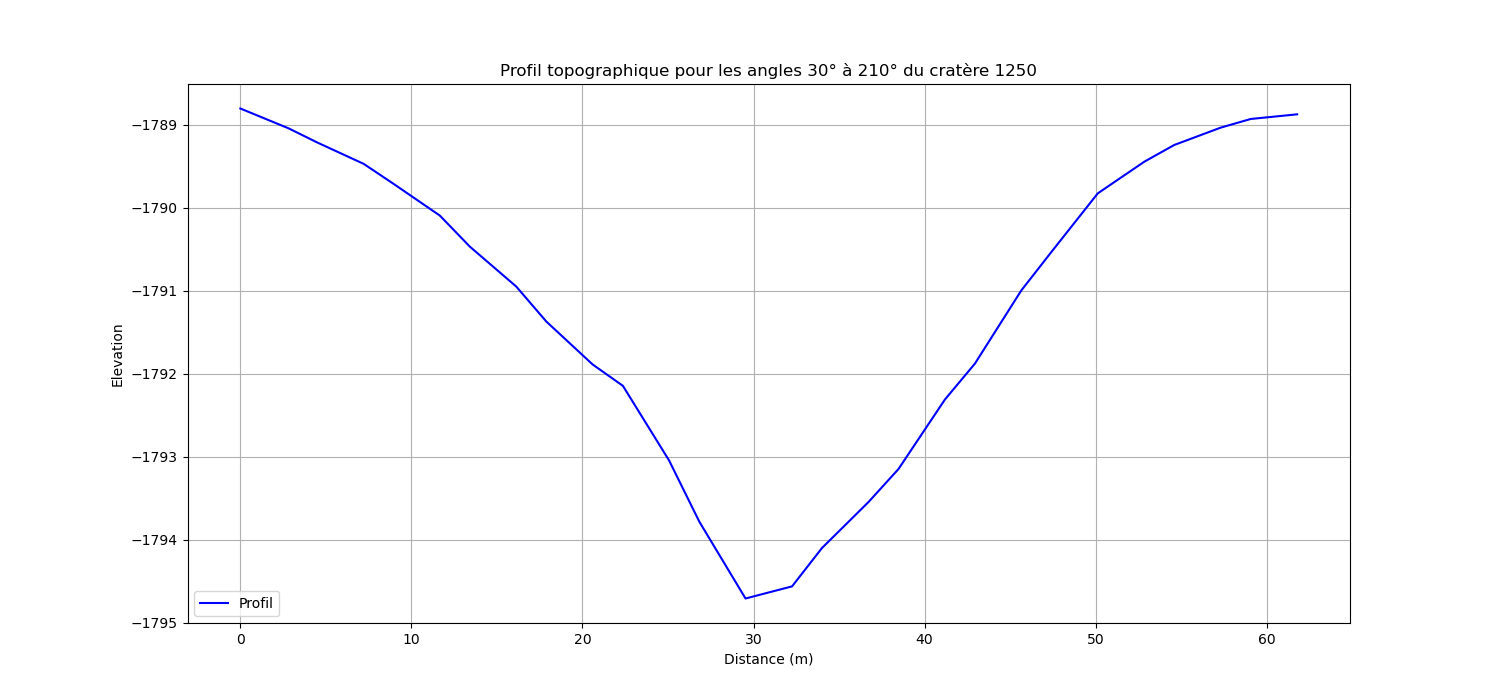 Profil topographique pour les angles 30° à 210° du cratère 1250
Elevation
−1789
−1790
−1791
−1792
−1793
−1794
−1795
Profil
0 10 20 30 40 50 60
Distance (m)